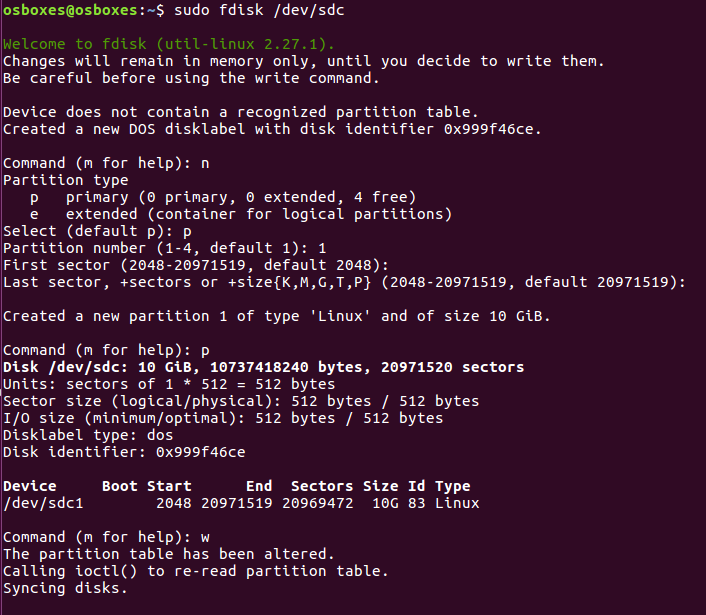 osboxes@osboxes:~$ sudo fdisk /dev/sdc
Welcome to fdisk (util-linux 2.27.1).
Changes will remain in memory only, until you decide to write them.
Be careful before using the write command.
Device does not contain a recognized partition table.
Created a new DOS disklabel with disk identifier 0x999f46ce.
Command (m for help): n
Partition type
   p   primary (0 primary, 0 extended, 4 free)
   e   extended (container for logical partitions)
Select (default p): p
Partition number (1-4, default 1): 1
First sector (2048-20971519, default 2048):
Last sector, +sectors or +size{K,M,G,T,P} (2048-20971519, default 20971519):
Created a new partition 1 of type 'Linux' and of size 10 GiB.
Command (m for help): p
Disk /dev/sdc: 10 GiB, 10737418240 bytes, 20971520 sectors
Units: sectors of 1 * 512 = 512 bytes
Sector size (logical/physical): 512 bytes / 512 bytes
I/O size (minimum/optimal): 512 bytes / 512 bytes
Disklabel type: dos
Disk identifier: 0x999f46ce
Device     Boot Start      End  Sectors Size Id Type
/dev/sdc1        2048 20971519 20969472  10G 83 Linux
Command (m for help): w
The partition table has been altered.
Calling ioctl() to re-read partition table.
Syncing disks.